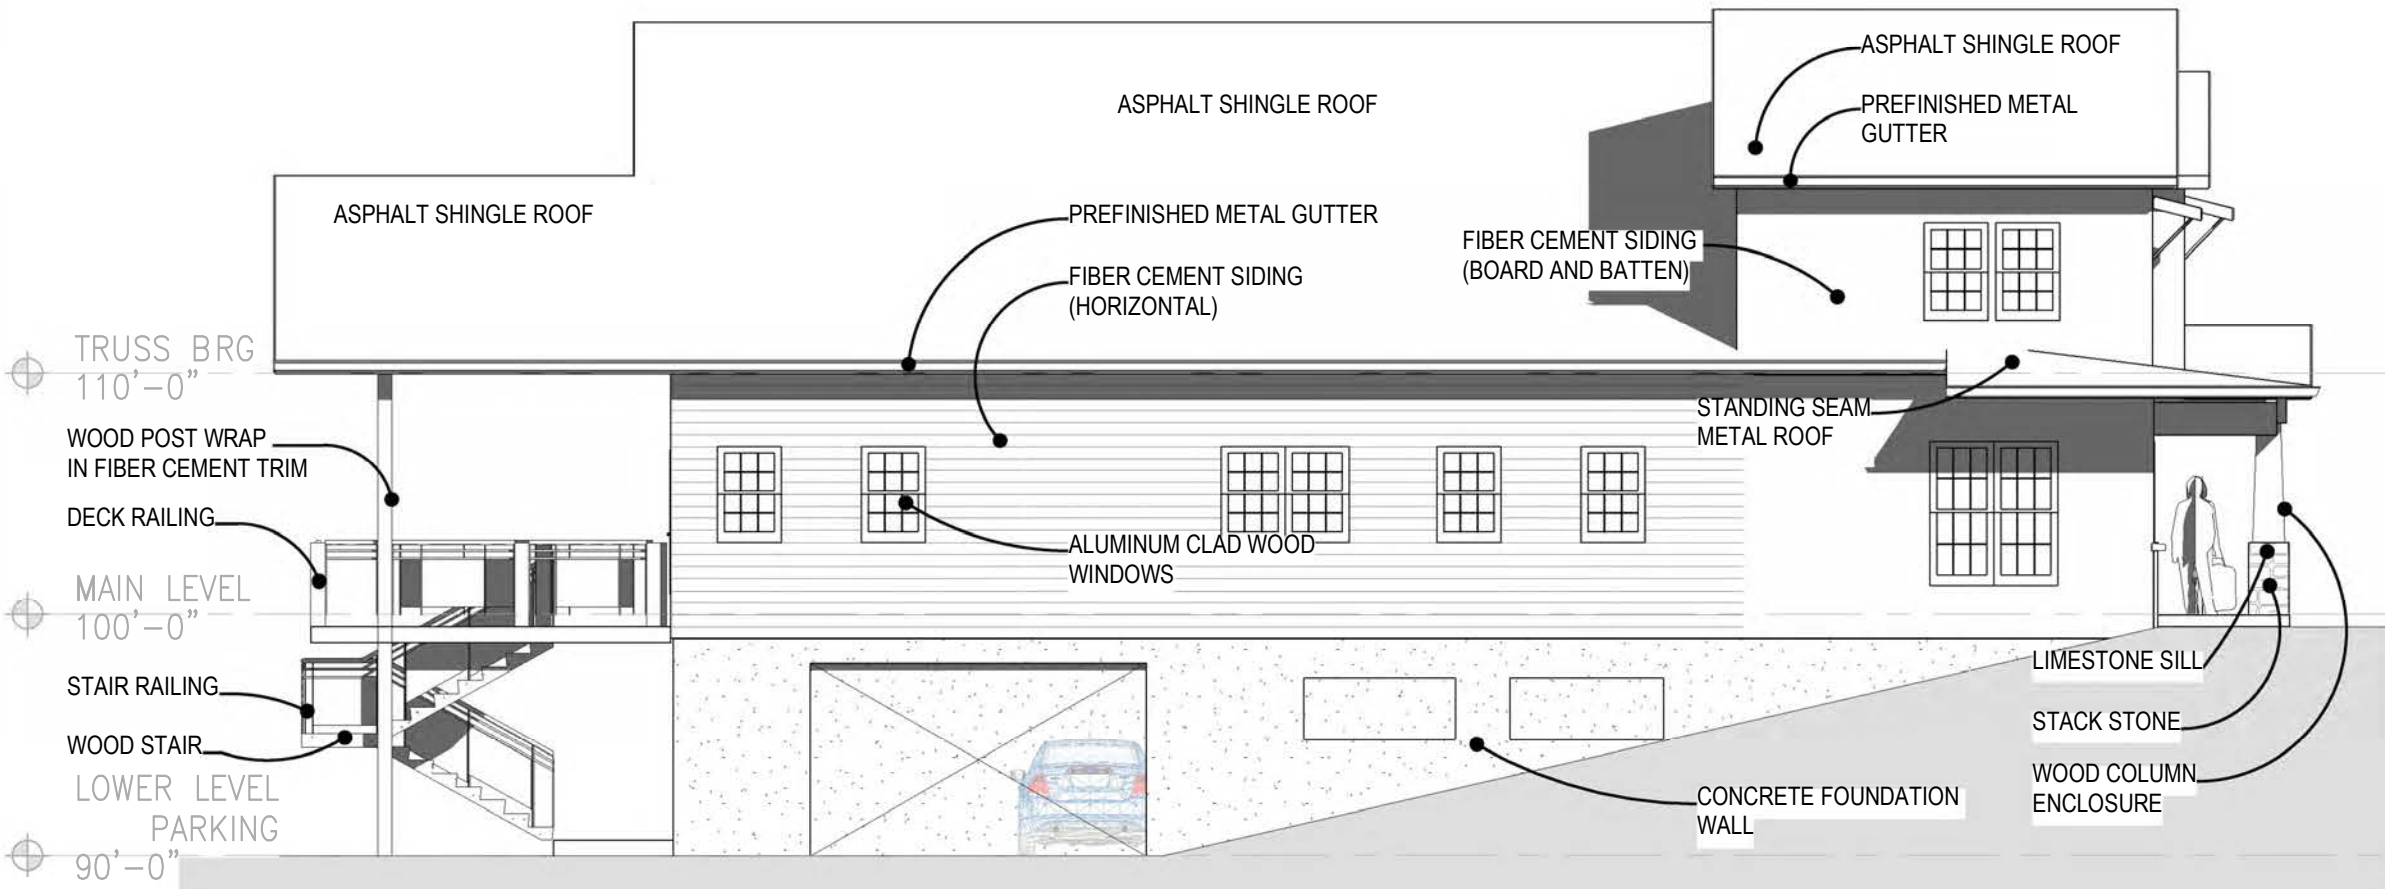 ASPHALT SHINGLE ROOF
ASPHALT SHINGLE ROOF
PREFINISHED METAL
GUTTER
ASPHALT SHINGLE ROOF
PREFINISHED METAL GUTTER
FIBER CEMENT SIDING
(BOARD AND BATTEN)
FIBER CEMENT SIDING
(HORIZONTAL)
TRUSS BRG
110'-0"
STANDING SEAM
METAL ROOF
WOOD POST WRAP
IN FIBER CEMENT TRIM
DECK RAILING
ALUMINUM CLAD WOOD
WINDOWS
MAIN LEVEL
100'-0"
LIMESTONE SILL
STAIR RAILING
STACK STONE
WOOD STAIR
WOOD COLUMN
ENCLOSURE
LOWER LEVEL
PARKING
90'-0"
CONCRETE FOUNDATION
WALL